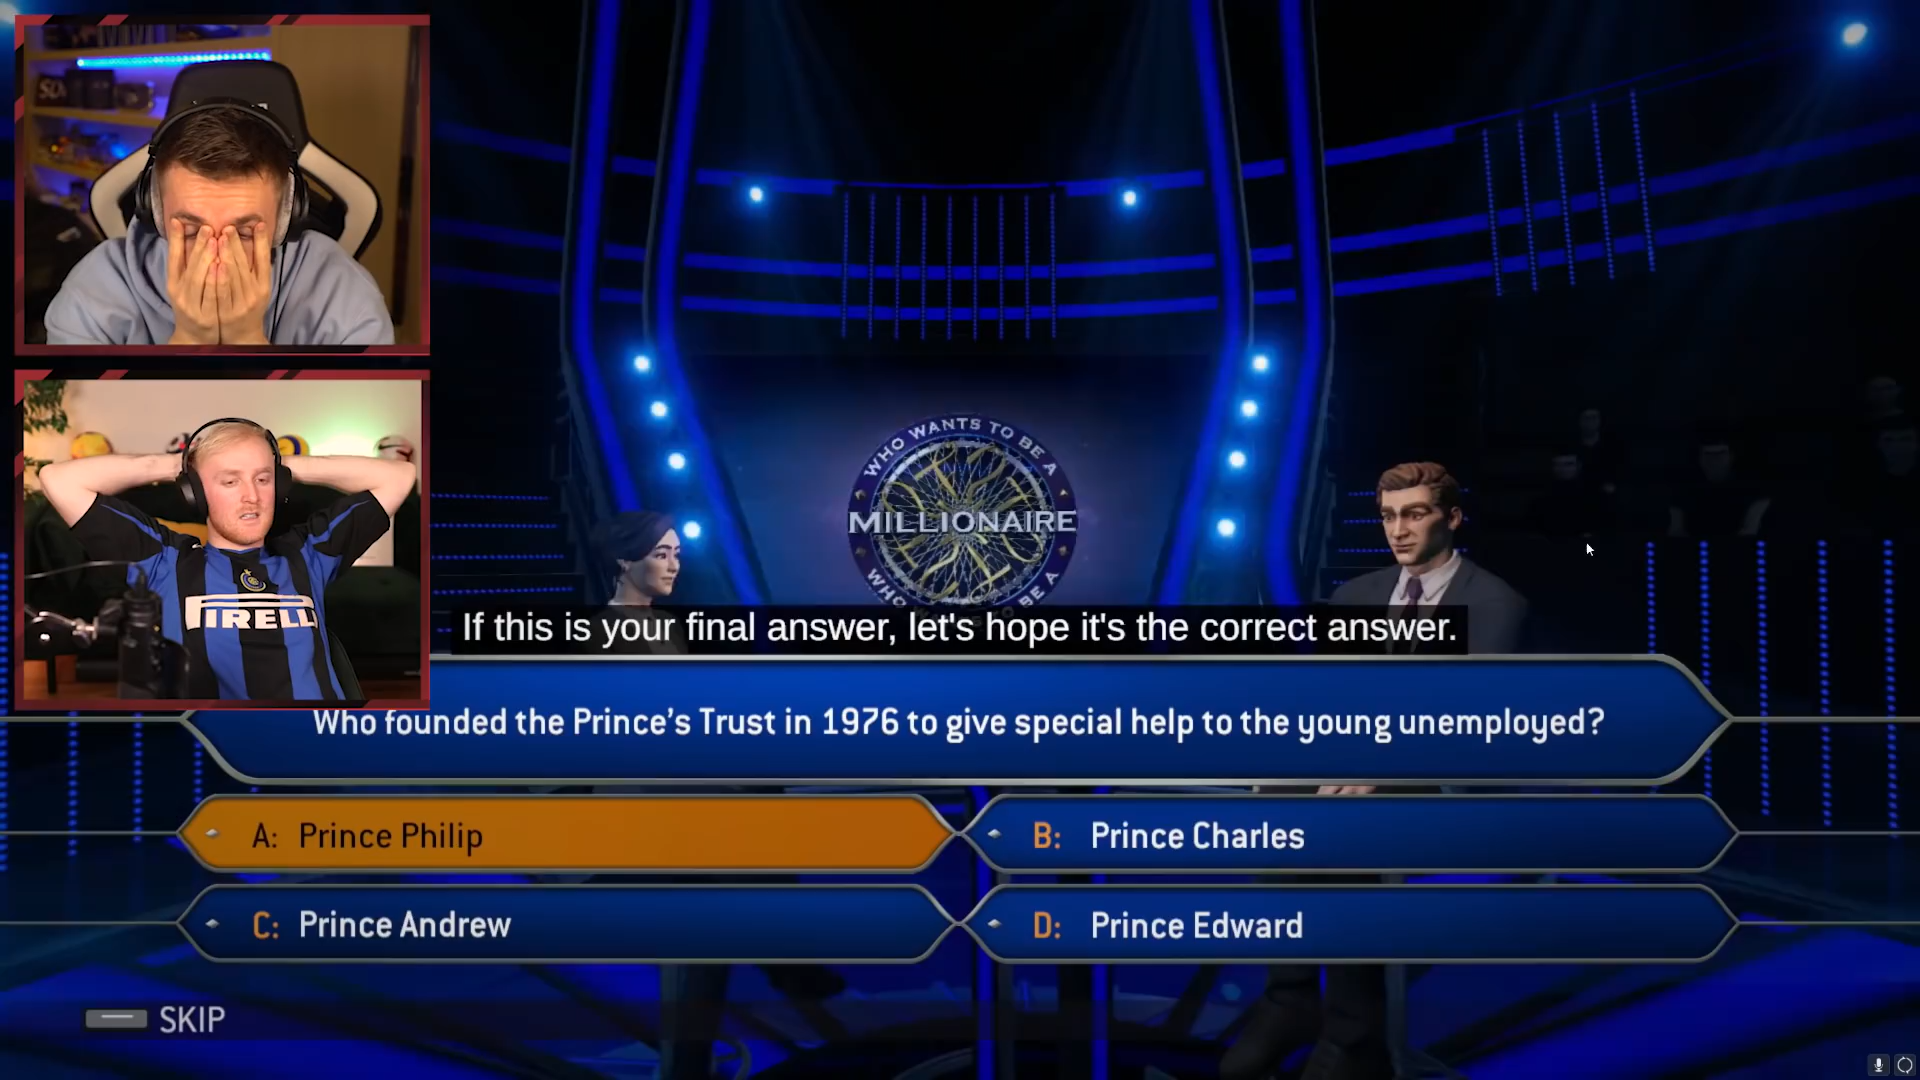 WHO WANTS TO BE A
MILLIONAIRE
PIRELLI
If this is your final answer, let's hope it's the correct answer.
Who founded the Prince's Trust in 1976 to give special help to the young unemployed?
A: Prince Philip
B: Prince Charles
C: Prince Andrew
D: Prince Edward
SKIP